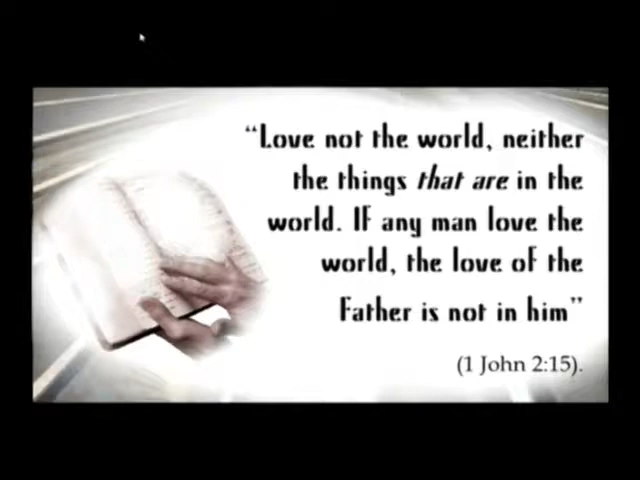 “Love not the world, neither
the things that are in the
world. If any man love the
world, the love of the
Father is not in him”
(1 John 2:15).